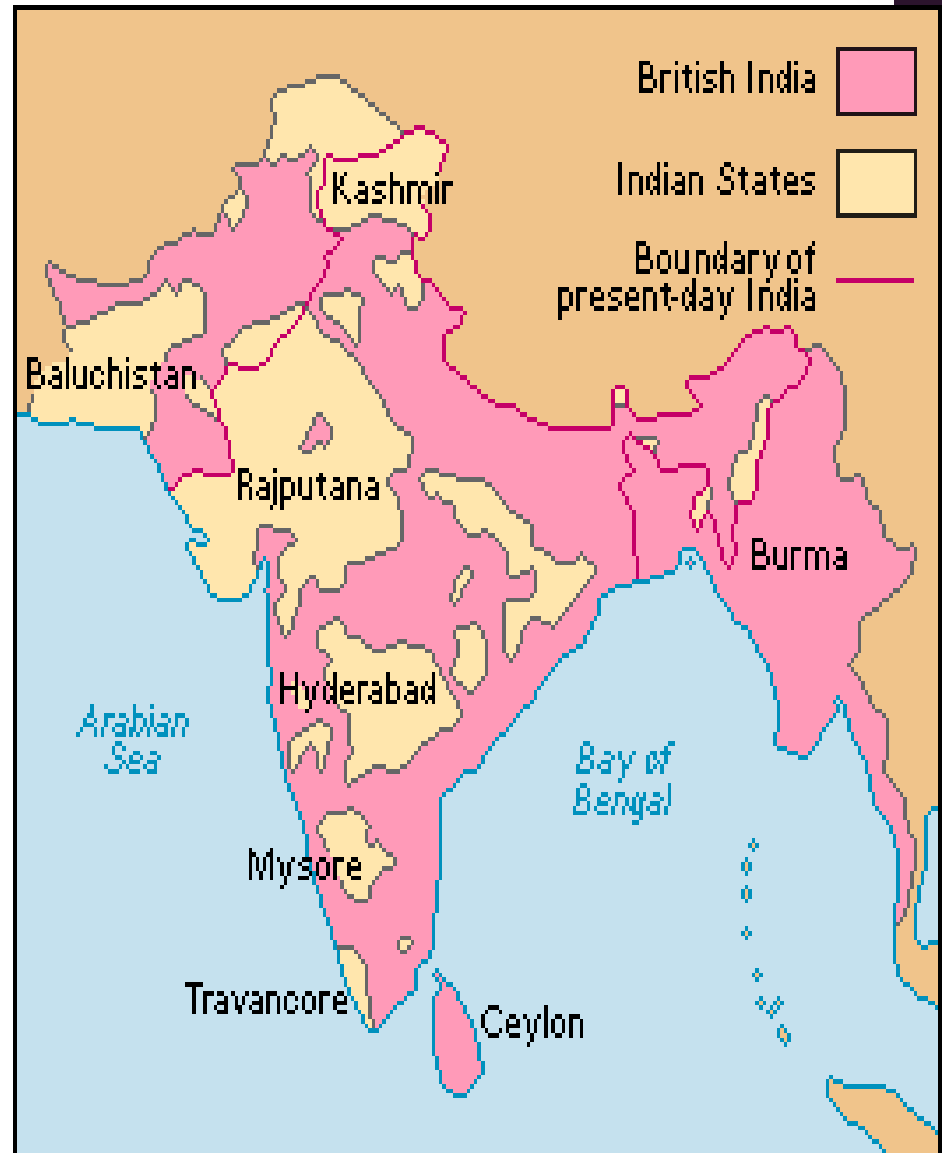 British India
Indian States
Boundary of
present-day India
Kashmir
Baluchistan
Rajputana
Burma
Hyderabad
Arabian
Sea
Bay of
Bengal
Mysore
Travancore
Ceylon